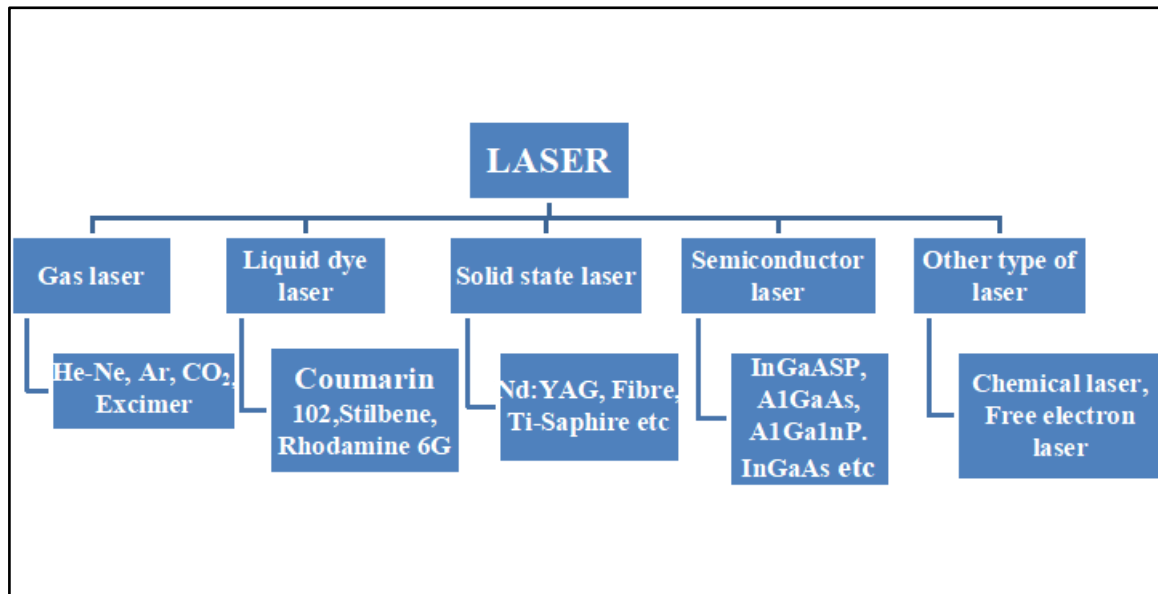 LASER
Gas laser
He-Ne, Ar, CO₂,
Excimer
Liquid dye
laser
Coumarin
102,Stilbene,
Rhodamine 6G
Solid state laser
Nd:YAG, Fibre,
Ti-Saphire etc
Semiconductor
laser
InGaASP,
A1GaAs,
A1Ga1nP.
InGaAs etc
Other type of
laser
Chemical laser,
Free electron
laser